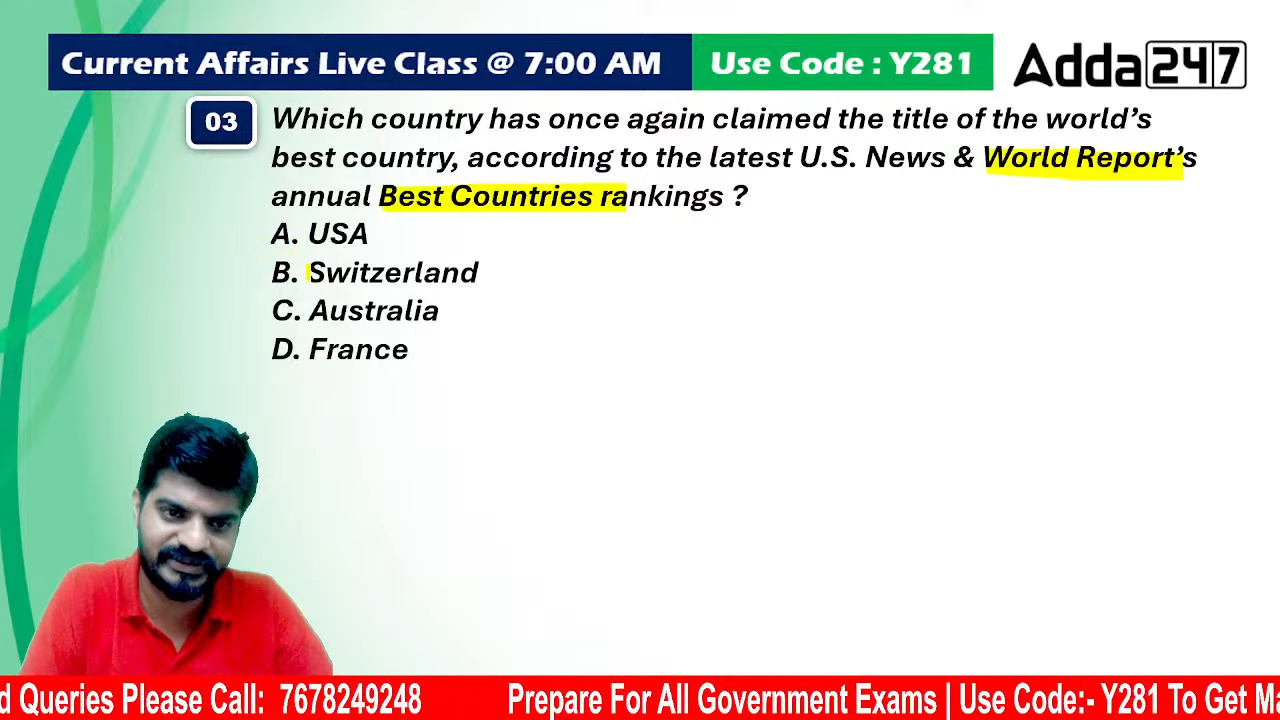 Current Affairs Live Class @ 7:00 AM
Use Code : Y281
Adda247
03
Which country has once again claimed the title of the world's
best country, according to the latest U.S. News & World Report's
annual Best Countries rankings ?
A. USA
B. Switzerland
C. Australia
D. France
d Queries Please Call: 7678249248 Prepare For All Government Exams | Use Code:- Y281 To Get Ma